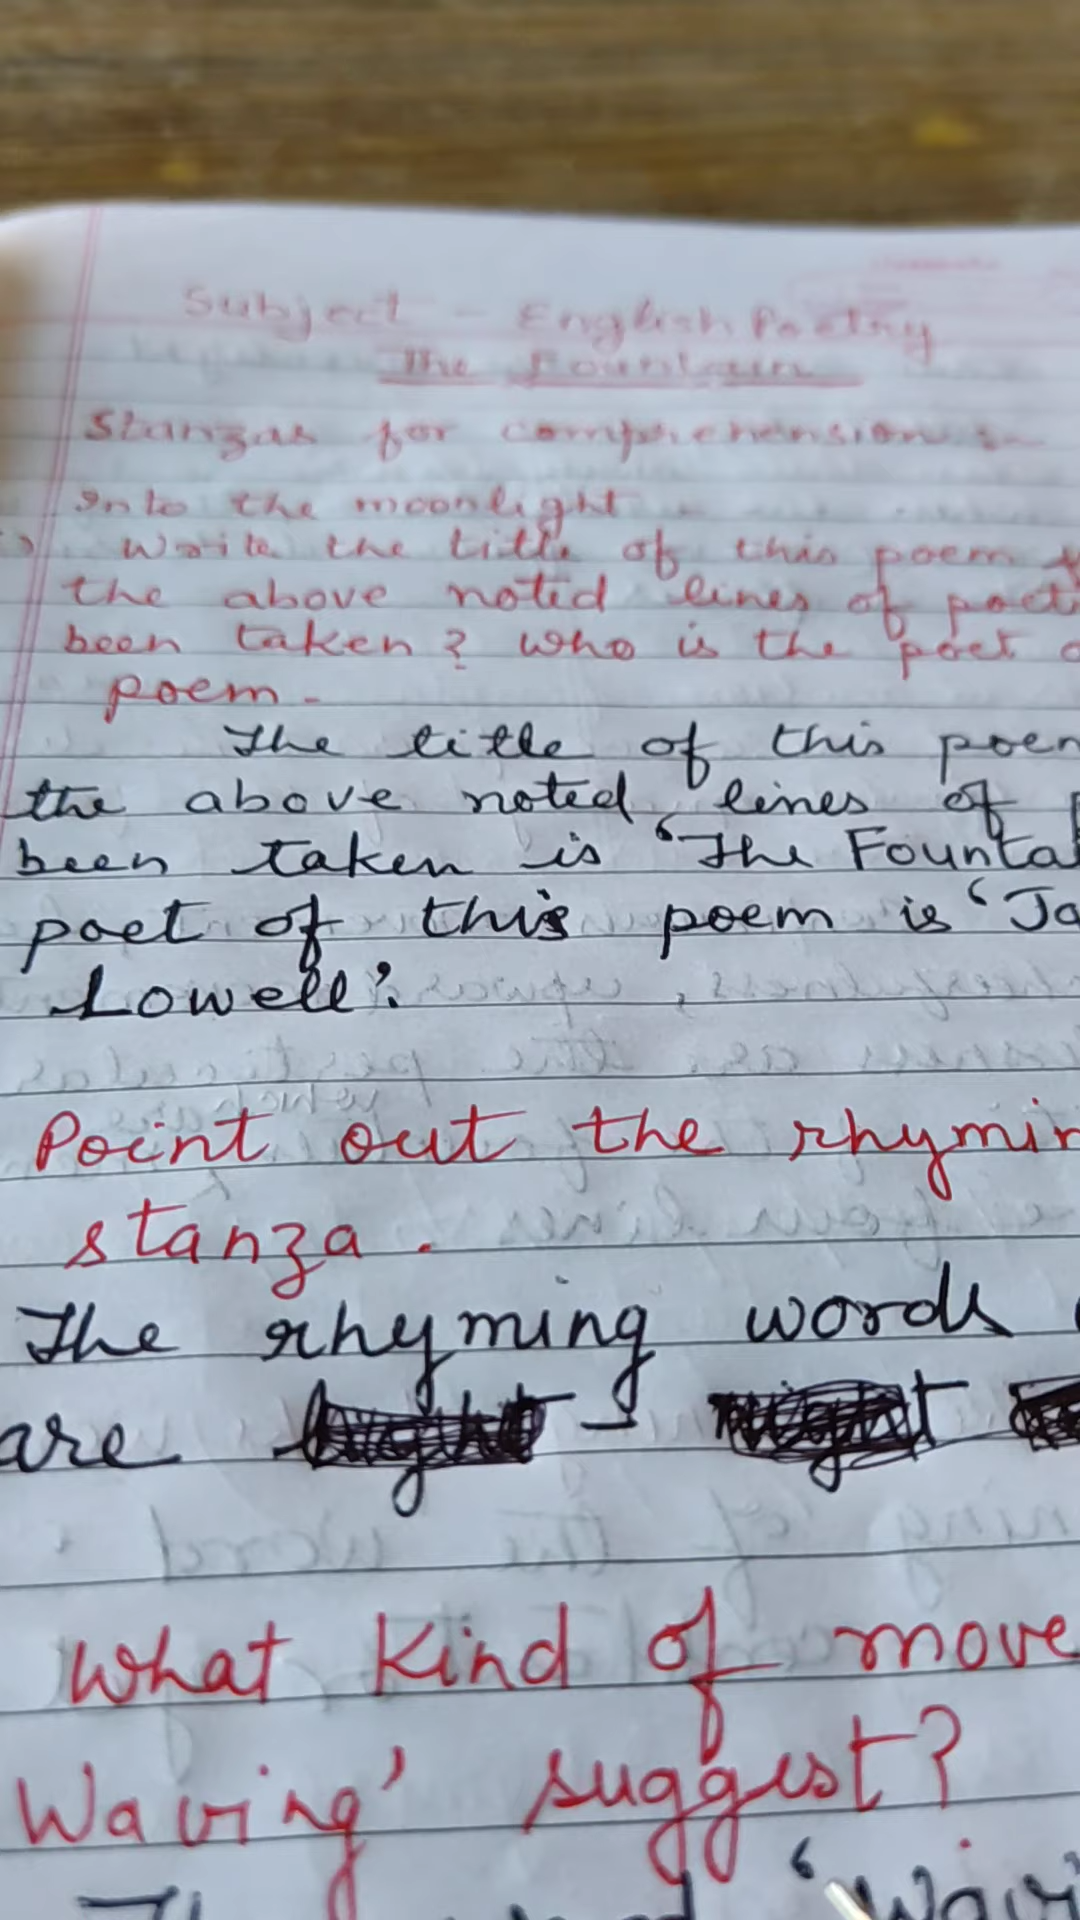 Subject - English Poetry
The Fountain
Stanzas for comprehension :-
Into the moonlight
Write the title of this poem
the above noted lines of poet
been taken? Who is the poet o
poem -
The title of this poem
the above noted lines of
been taken is 'The Founta
poet of this poem is 'Ja
Lowell'.
Point out the rhymin
stanza.
The rhyming words
are -
What kind of move
Waving' suggest?
'Wavi